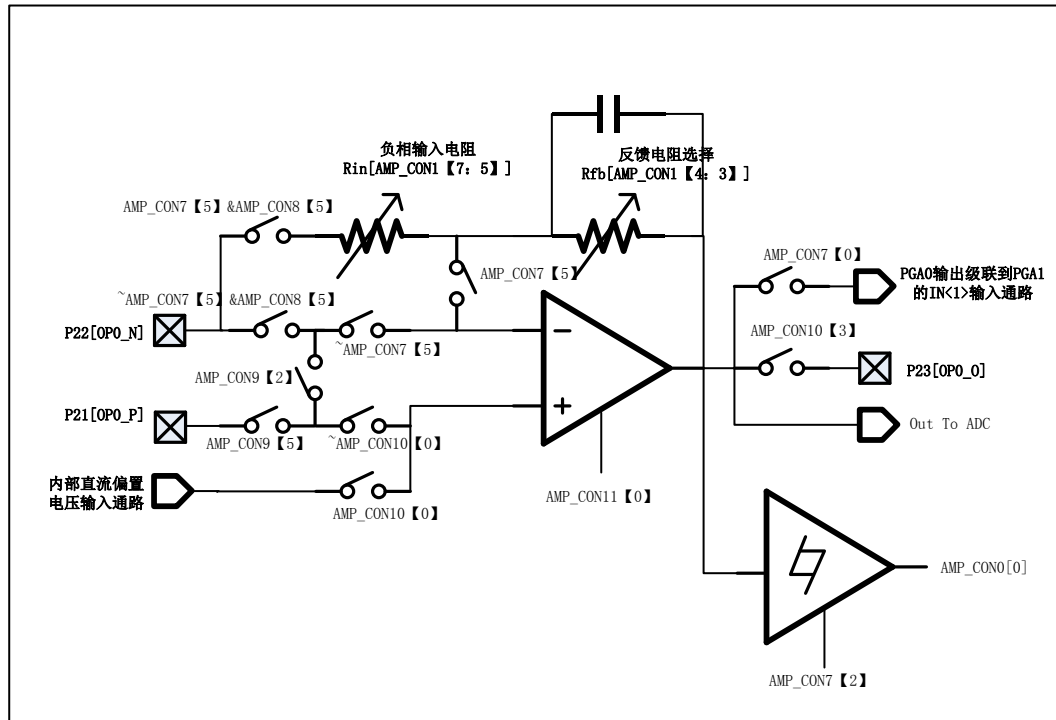 负相输入电阻
Rin[AMP_CON1【7：5】]
反馈电阻选择
Rfb[AMP_CON1【4：3】]
AMP_CON7【5】&AMP_CON8【5】
AMP_CON7【5】
AMP_CON7【0】
PGA0输出级联到PGA1
的IN<1>输入通路
~AMP_CON7【5】&AMP_CON8【5】
P22[OP0_N]
~AMP_CON7【5】
AMP_CON10【3】
P23[OP0_O]
AMP_CON9【2】
P21[OP0_P]
AMP_CON9【5】
~AMP_CON10【0】
Out To ADC
内部直流偏置
电压输入通路
AMP_CON10【0】
AMP_CON11【0】
AMP_CON0[0]
AMP_CON7【2】